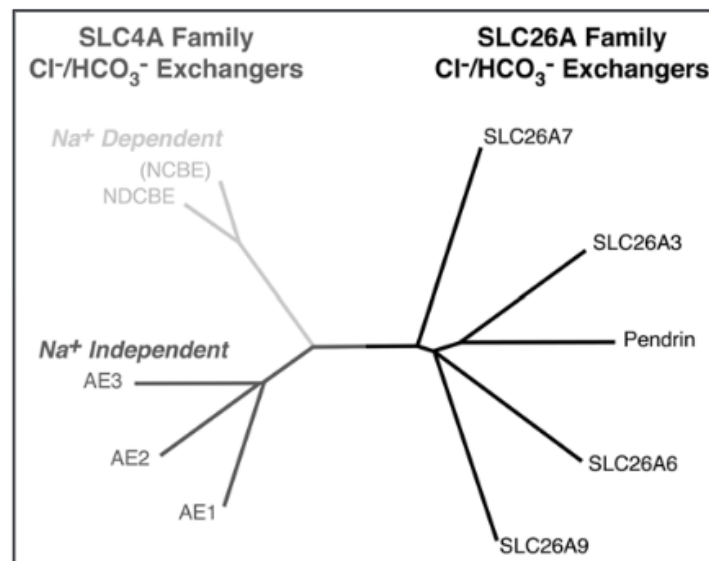 SLC4A Family
Cl⁻/HCO₃⁻ Exchangers
SLC26A Family
Cl⁻/HCO₃⁻ Exchangers
Na⁺ Dependent
(NCBE)
NDCBE
Na⁺ Independent
AE3
AE2
AE1
SLC26A7
SLC26A3
Pendrin
SLC26A6
SLC26A9